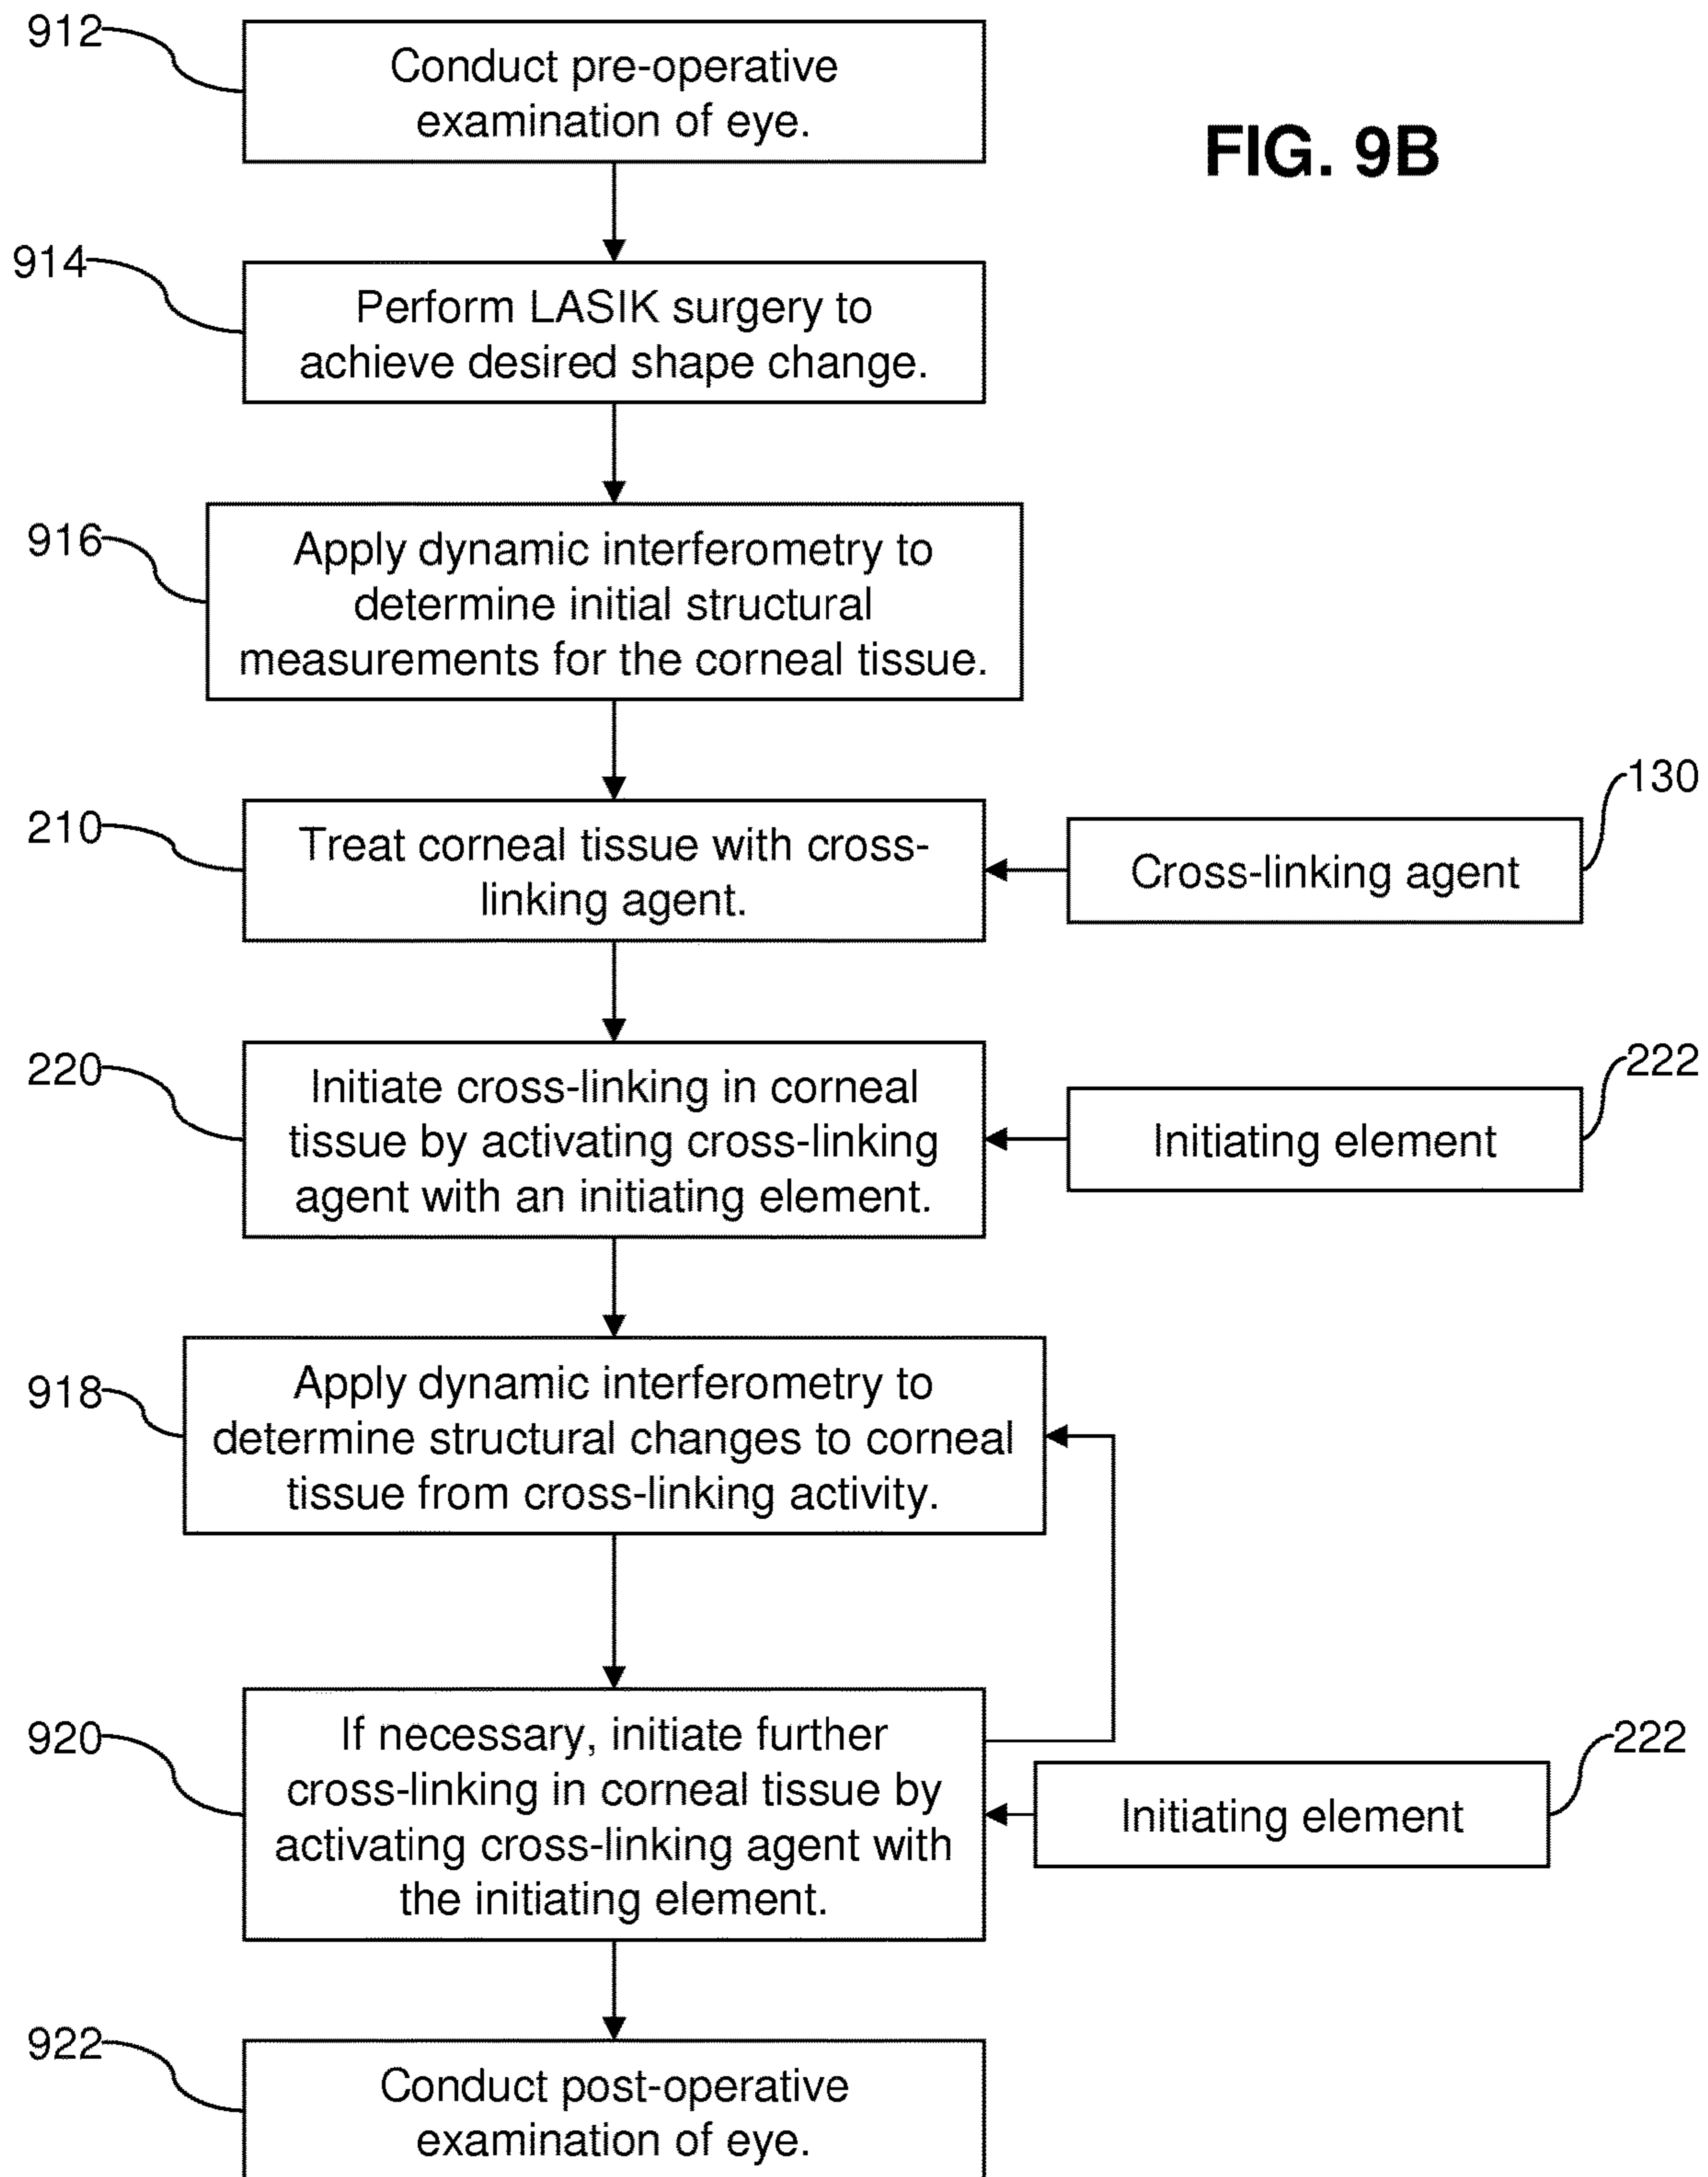 912
Conduct pre-operative
examination of eye.
FIG. 9B
914
Perform LASIK surgery to
achieve desired shape change.
916
Apply dynamic interferometry to
determine initial structural
measurements for the corneal tissue.
130
210
Treat corneal tissue with cross-
linking agent.
Cross-linking agent
220
Initiate cross-linking in corneal
tissue by activating cross-linking
agent with an initiating element.
222
Initiating element
918
Apply dynamic interferometry to
determine structural changes to corneal
tissue from cross-linking activity.
920
If necessary, initiate further
cross-linking in corneal tissue by
activating cross-linking agent with
the initiating element.
222
Initiating element
922
Conduct post-operative
examination of eye.